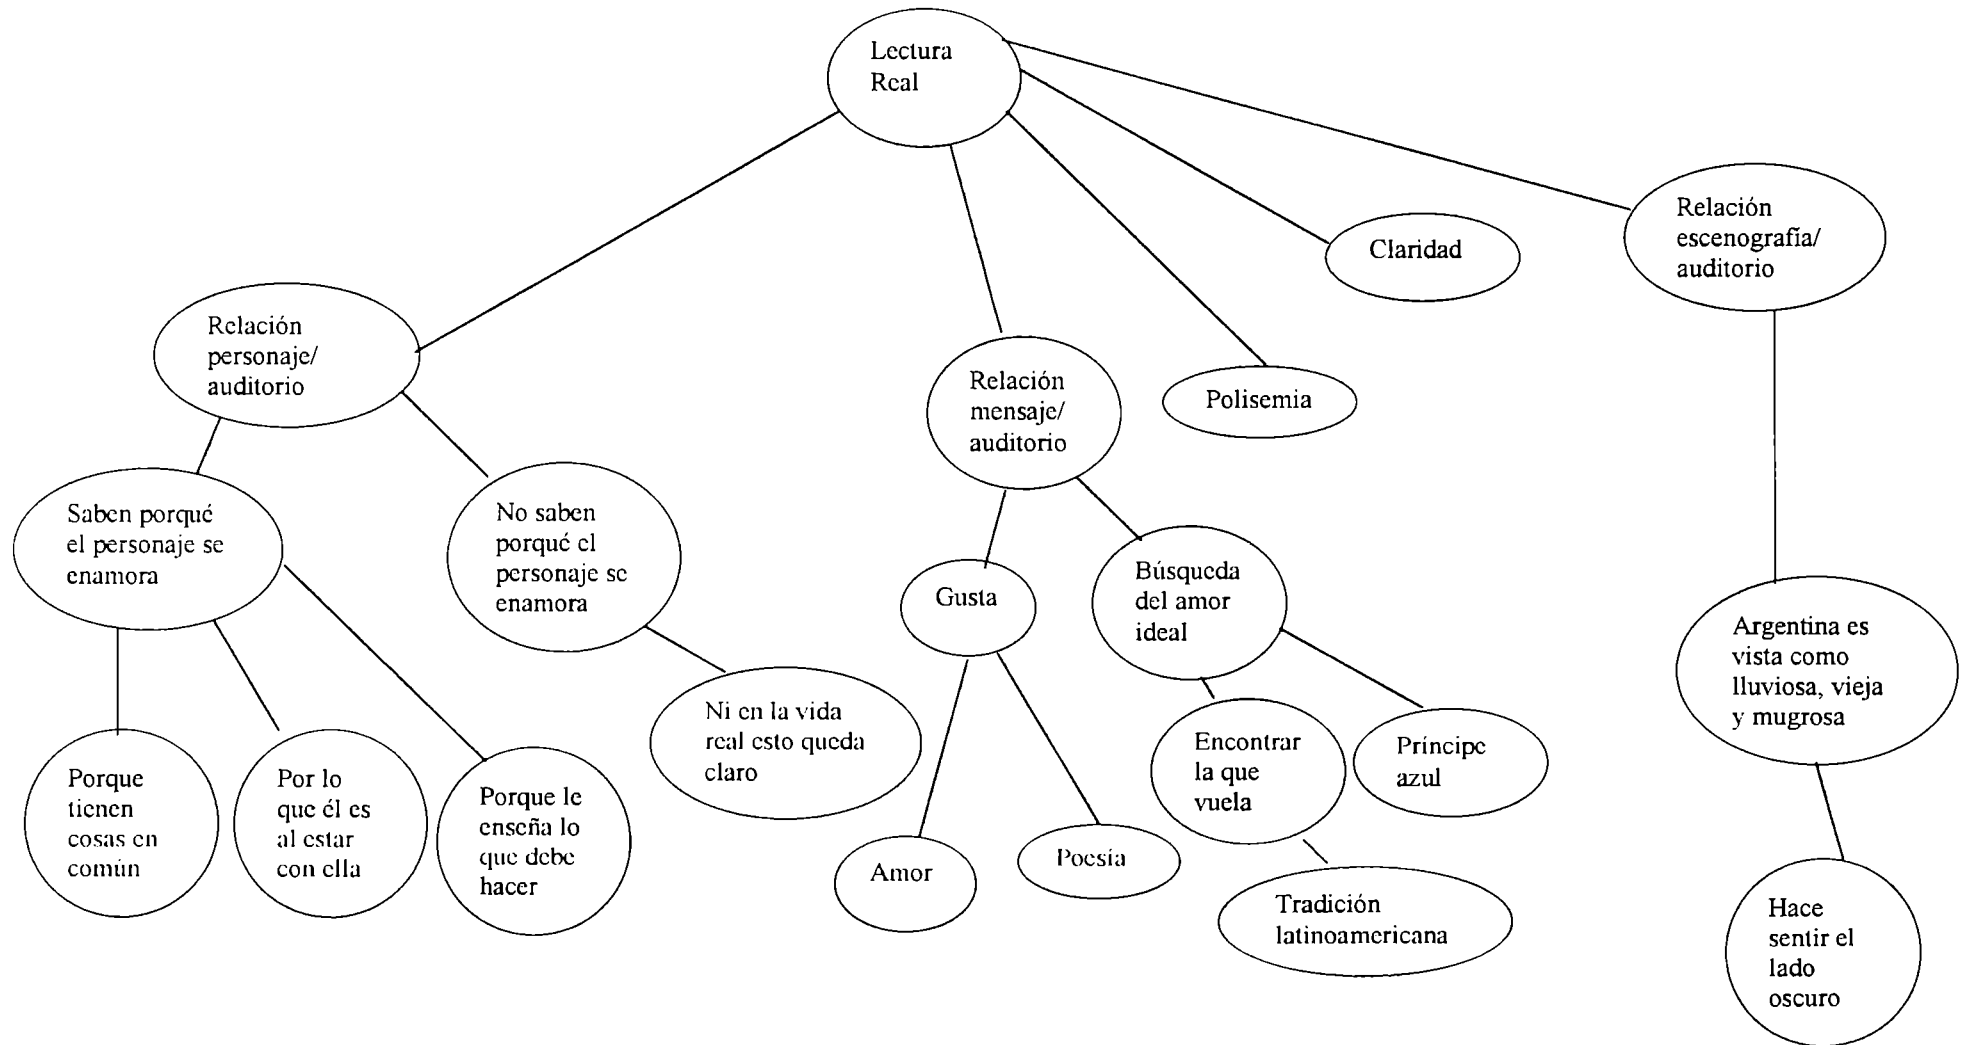 Lectura
Real
Relación
escenografía/
auditorio
Claridad
Relación
personaje/
auditorio
Relación
mensaje/
auditorio
Polisemia
Saben porqué
el personaje se
enamora
No saben
porqué el
personaje se
enamora
Gusta
Búsqueda
del amor
ideal
Argentina es
vista como
lluviosa, vieja
y mugrosa
Ni en la vida
real esto queda
claro
Encontrar
la que
vuela
Príncipe
azul
Porque
tienen
cosas en
común
Por lo
que él es
al estar
con ella
Porque le
enseña lo
que debe
hacer
Amor
Poesía
Tradición
latinoamericana
Hace
sentir el
lado
oscuro